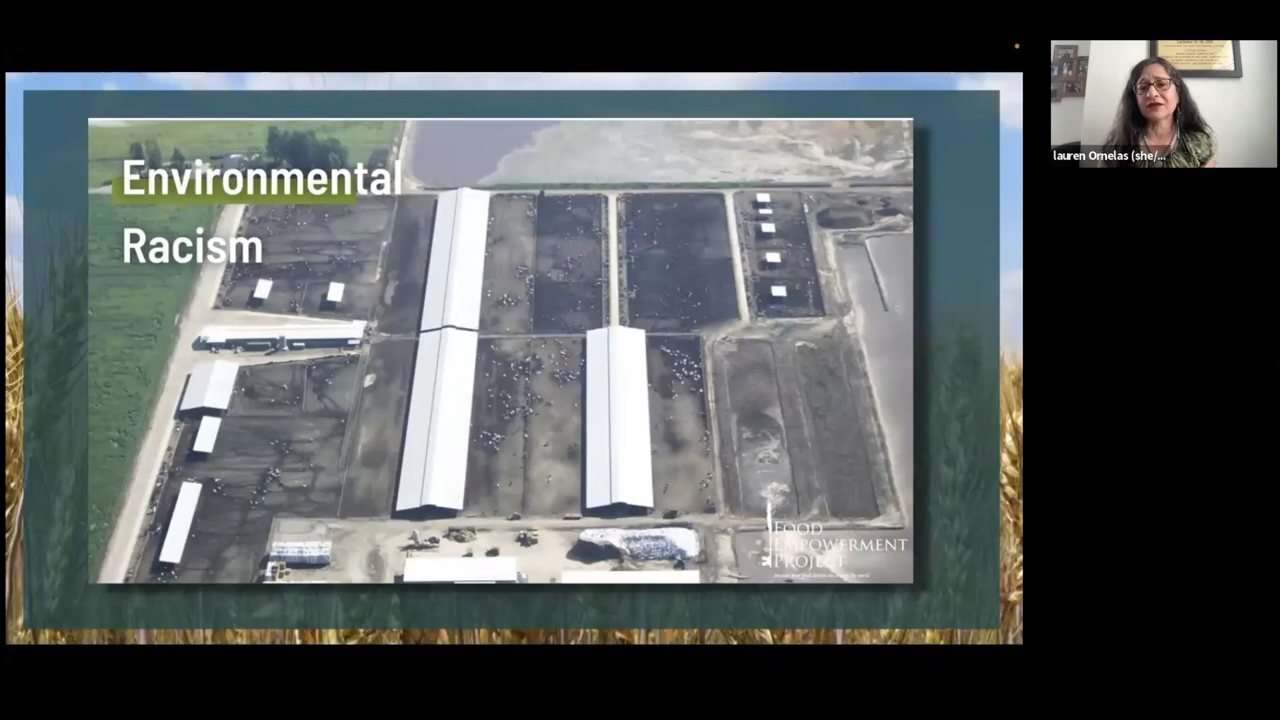 Environmental
Racism
FOOD
EMPOWERMENT
PROJECT
lauren Ornelas (she/...